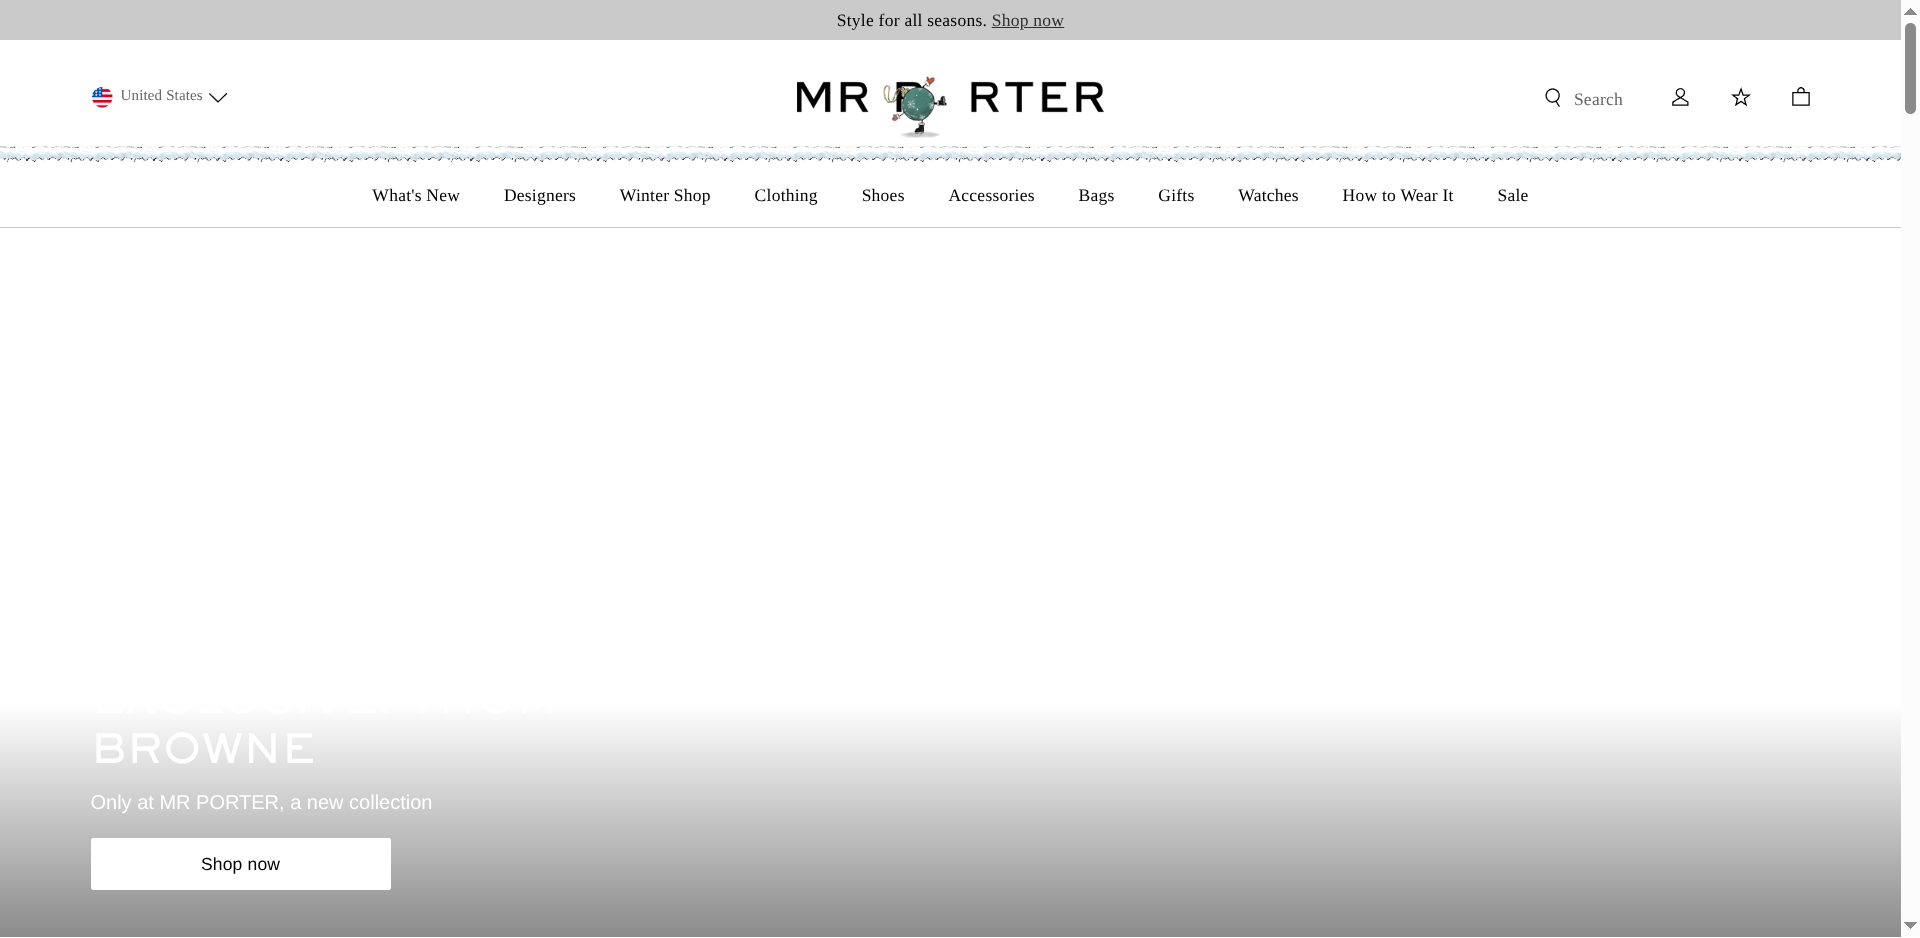 Style for all seasons. Shop now
United States
MR PORTER
Search
What's New Designers Winter Shop Clothing Shoes Accessories Bags Gifts Watches How to Wear It Sale
BROWNE
Only at MR PORTER, a new collection
Shop now